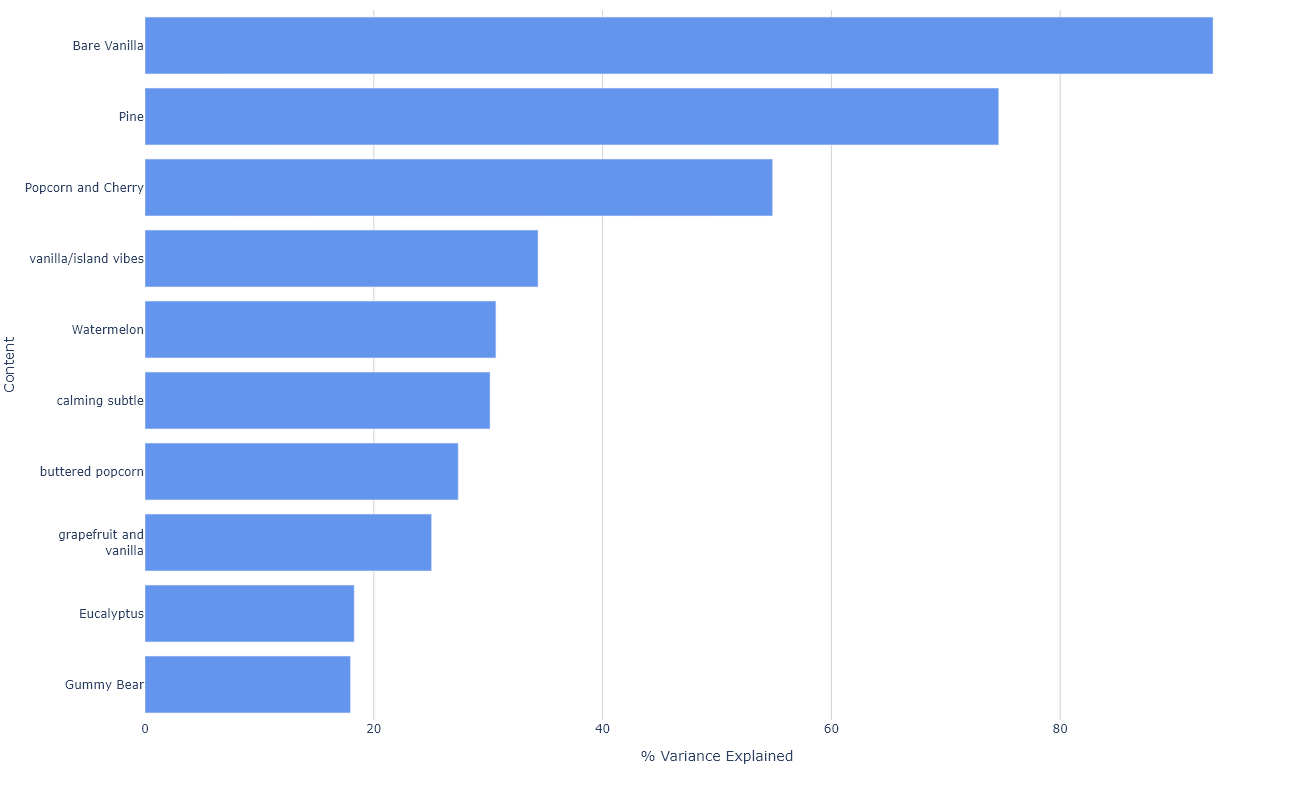 Bare Vanilla
Pine
Popcorn and Cherry
vanilla/island vibes
Watermelon
calming subtle
buttered popcorn
grapefruit and
vanilla
Eucalyptus
Gummy Bear
Content
0 20 40 60 80
% Variance Explained